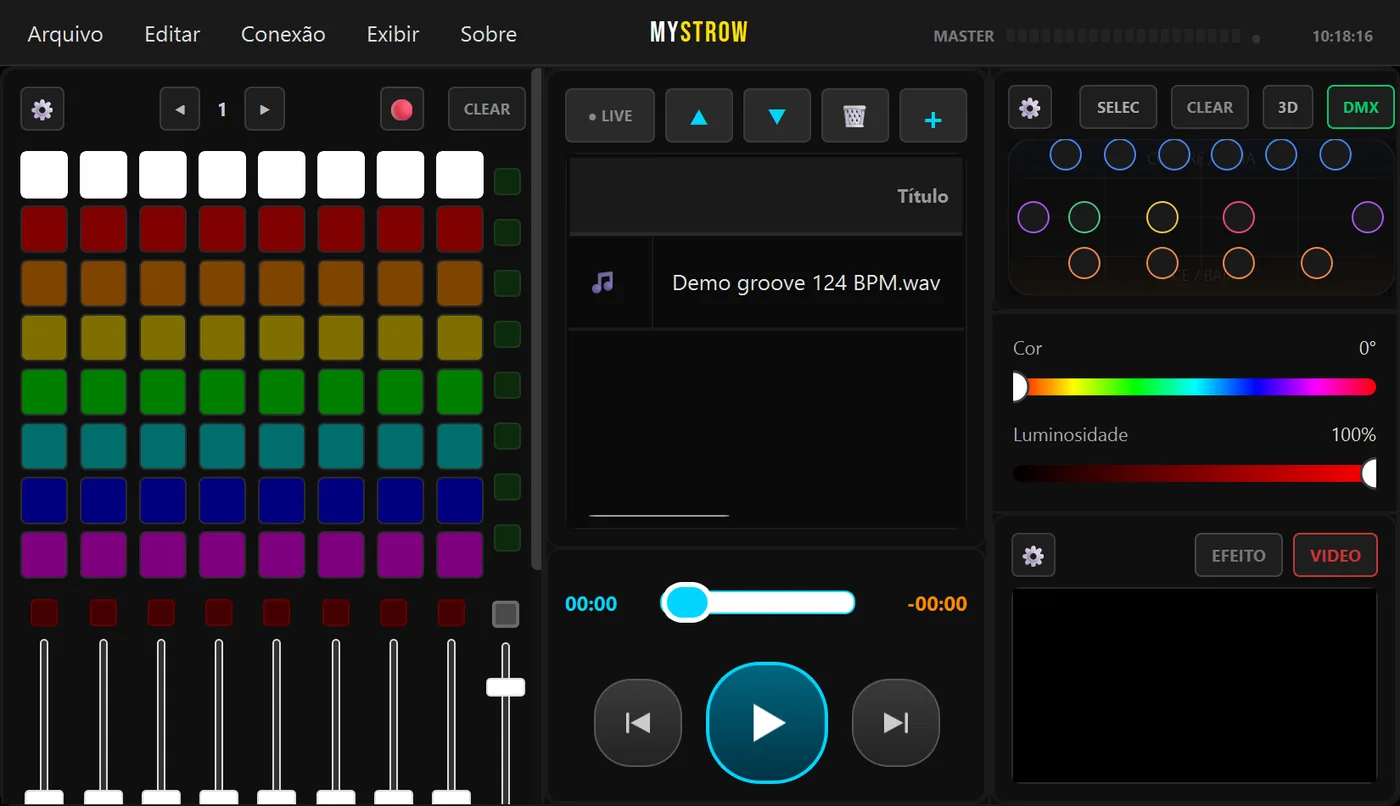 Arquivo Editar Conexão Exibir Sobre
MYSTROW
MASTER
10:18:16
1
CLEAR
LIVE
Título
Demo groove 124 BPM.wav
00:00
-00:00
SELEC
CLEAR
3D
DMX
Cor
0°
Luminosidade
100%
EFEITO
VIDEO